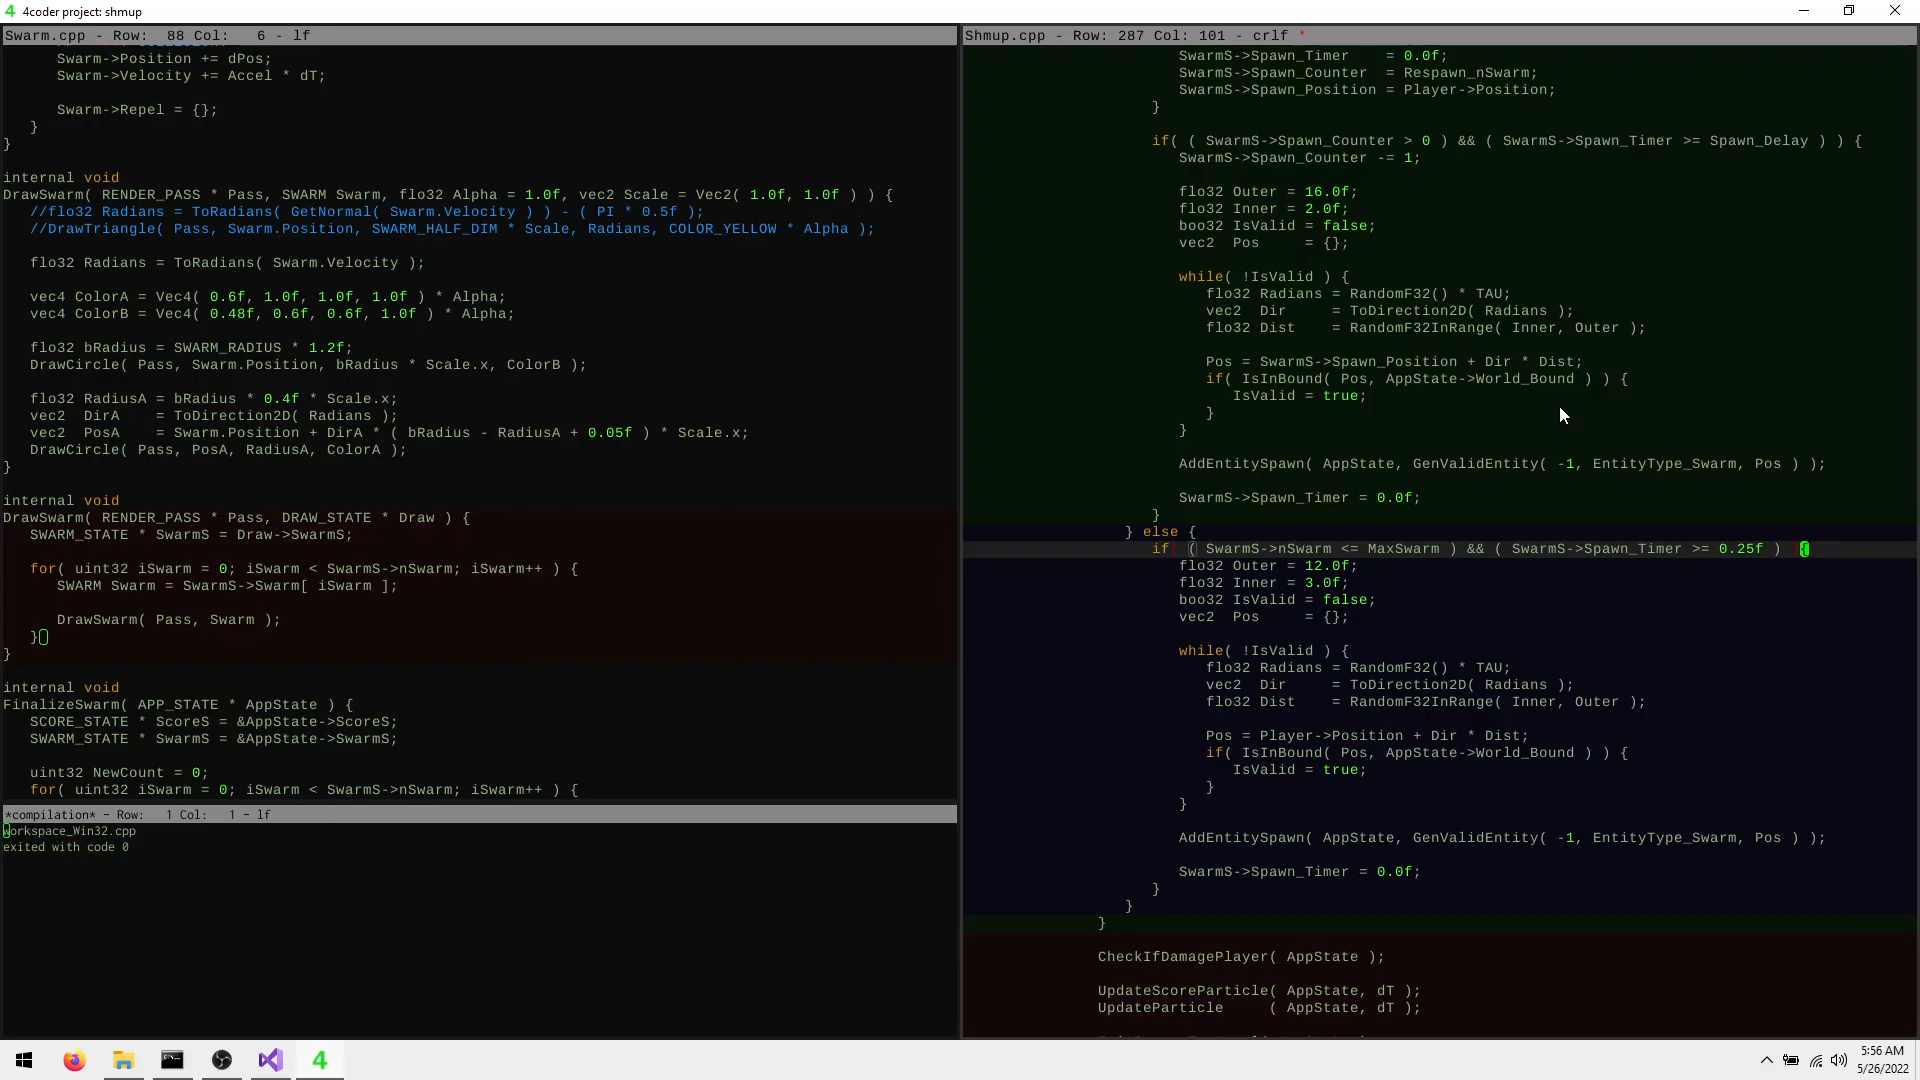 4 4coder project: shmup
Swarm.cpp - Row:  88 Col:   6 - lf
      Swarm->Position += dPos;
      Swarm->Velocity += Accel * dT;
      Swarm->Repel = {};
   }
}
internal void
DrawSwarm( RENDER_PASS * Pass, SWARM Swarm, flo32 Alpha = 1.0f, vec2 Scale = Vec2( 1.0f, 1.0f ) ) {
   //flo32 Radians = ToRadians( GetNormal( Swarm.Velocity ) ) - ( PI * 0.5f );
   //DrawTriangle( Pass, Swarm.Position, SWARM_HALF_DIM * Scale, Radians, COLOR_YELLOW * Alpha );
   flo32 Radians = ToRadians( Swarm.Velocity );
   vec4 ColorA = Vec4( 0.6f, 1.0f, 1.0f, 1.0f ) * Alpha;
   vec4 ColorB = Vec4( 0.48f, 0.6f, 0.6f, 1.0f ) * Alpha;
   flo32 bRadius = SWARM_RADIUS * 1.2f;
   DrawCircle( Pass, Swarm.Position, bRadius * Scale.x, ColorB );
   flo32 RadiusA = bRadius * 0.4f * Scale.x;
   vec2  DirA    = ToDirection2D( Radians );
   vec2  PosA    = Swarm.Position + DirA * ( bRadius - RadiusA + 0.05f ) * Scale.x;
   DrawCircle( Pass, PosA, RadiusA, ColorA );
}
internal void
DrawSwarm( RENDER_PASS * Pass, DRAW_STATE * Draw ) {
   SWARM_STATE * SwarmS = Draw->SwarmS;
   for( uint32 iSwarm = 0; iSwarm < SwarmS->nSwarm; iSwarm++ ) {
      SWARM Swarm = SwarmS->Swarm[ iSwarm ];
      DrawSwarm( Pass, Swarm );
   }
}
internal void
FinalizeSwarm( APP_STATE * AppState ) {
   SCORE_STATE * ScoreS = &AppState->ScoreS;
   SWARM_STATE * SwarmS = &AppState->SwarmS;
   uint32 NewCount = 0;
   for( uint32 iSwarm = 0; iSwarm < SwarmS->nSwarm; iSwarm++ ) {
*compilation* - Row:   1 Col:   1 - lf
workspace_Win32.cpp
exited with code 0
Shmup.cpp - Row: 287 Col: 101 - crlf *
SwarmS->Spawn_Timer    = 0.0f;
SwarmS->Spawn_Counter  = Respawn_nSwarm;
SwarmS->Spawn_Position = Player->Position;
}
if( ( SwarmS->Spawn_Counter > 0 ) && ( SwarmS->Spawn_Timer >= Spawn_Delay ) ) {
SwarmS->Spawn_Counter -= 1;
flo32 Outer = 16.0f;
flo32 Inner = 2.0f;
boo32 IsValid = false;
vec2  Pos     = {};
while( !IsValid ) {
flo32 Radians = RandomF32() * TAU;
vec2  Dir     = ToDirection2D( Radians );
flo32 Dist    = RandomF32InRange( Inner, Outer );
Pos = SwarmS->Spawn_Position + Dir * Dist;
if( IsInBound( Pos, AppState->World_Bound ) ) {
IsValid = true;
}
}
AddEntitySpawn( AppState, GenValidEntity( -1, EntityType_Swarm, Pos ) );
SwarmS->Spawn_Timer = 0.0f;
}
} else {
if  ( SwarmS->nSwarm <= MaxSwarm ) && ( SwarmS->Spawn_Timer >= 0.25f )  {
flo32 Outer = 12.0f;
flo32 Inner = 3.0f;
boo32 IsValid = false;
vec2  Pos     = {};
while( !IsValid ) {
flo32 Radians = RandomF32() * TAU;
vec2  Dir     = ToDirection2D( Radians );
flo32 Dist    = RandomF32InRange( Inner, Outer );
Pos = Player->Position + Dir * Dist;
if( IsInBound( Pos, AppState->World_Bound ) ) {
IsValid = true;
}
}
AddEntitySpawn( AppState, GenValidEntity( -1, EntityType_Swarm, Pos ) );
SwarmS->Spawn_Timer = 0.0f;
}
}
}
CheckIfDamagePlayer( AppState );
UpdateScoreParticle( AppState, dT );
UpdateParticle     ( AppState, dT );
4
5:56 AM
5/26/2022